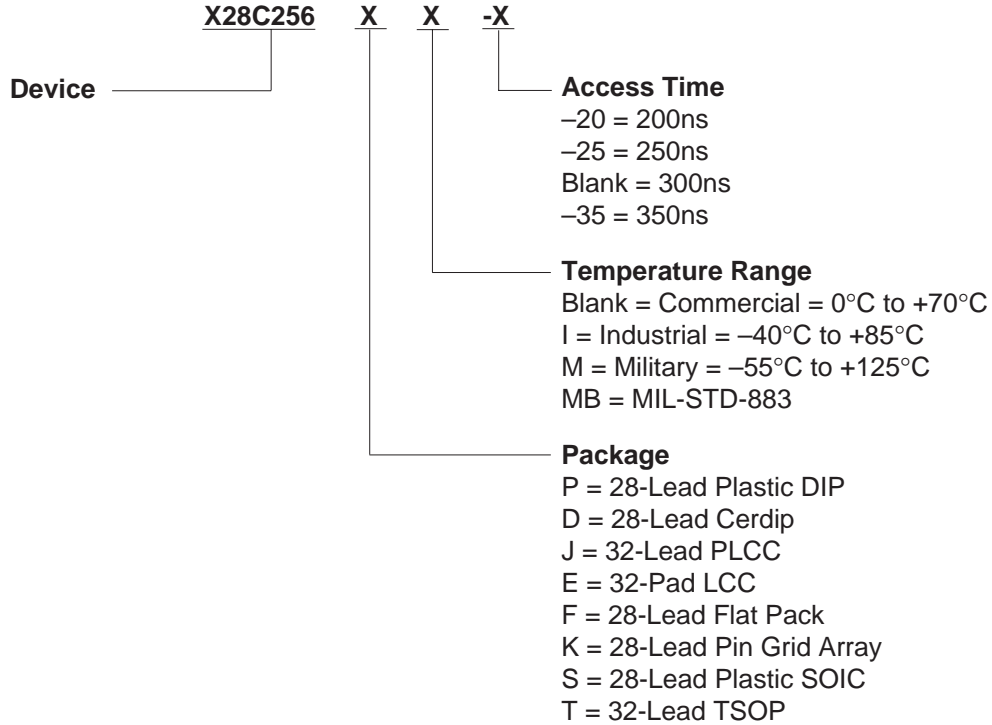 X28C256 X X -X
Device
Access Time
–20 = 200ns
–25 = 250ns
Blank = 300ns
–35 = 350ns
Temperature Range
Blank = Commercial = 0°C to +70°C
I = Industrial = –40°C to +85°C
M = Military = –55°C to +125°C
MB = MIL-STD-883
Package
P = 28-Lead Plastic DIP
D = 28-Lead Cerdip
J = 32-Lead PLCC
E = 32-Pad LCC
F = 28-Lead Flat Pack
K = 28-Lead Pin Grid Array
S = 28-Lead Plastic SOIC
T = 32-Lead TSOP